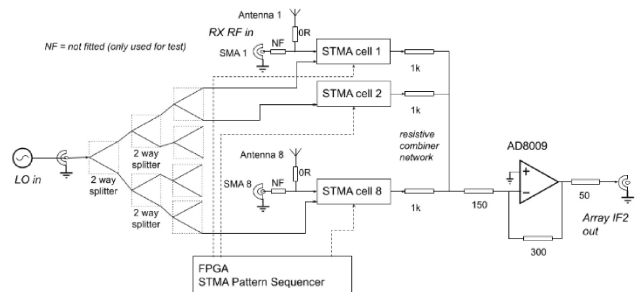 Antenna 1
RX RF in
0R
NF
SMA 1
NF = not fitted (only used for test)
STMA cell 1
1k
STMA cell 2
1k
resistive
combiner
network
2 way
splitter
LO in
2 way
splitter
2 way
splitter
Antenna 8
0R
NF
SMA 8
STMA cell 8
1k
150
AD8009
+
−
50
Array IF2
out
300
FPGA
STMA Pattern Sequencer